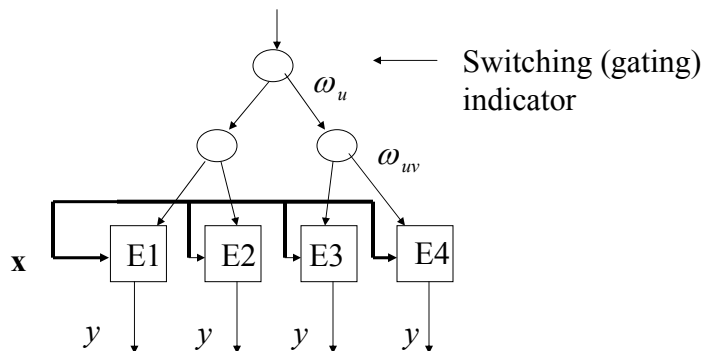 Switching (gating)
indicator
ω_u
ω_uv
E1 E2 E3 E4
x
y y y y